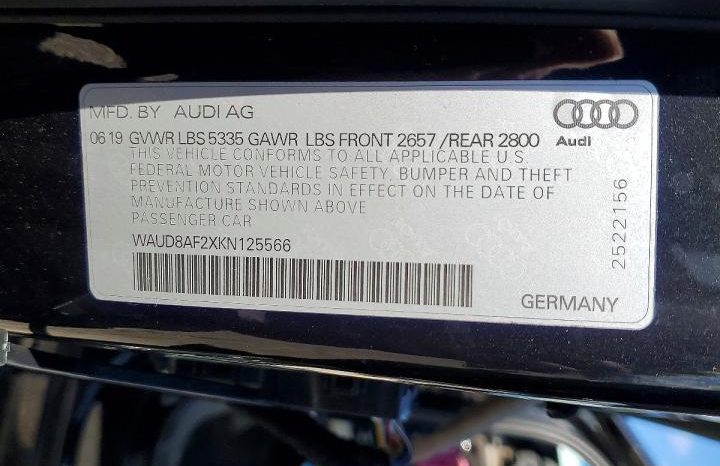 MFD. BY AUDI AG
06.19 GVWR LBS 5335 GAWR LBS FRONT 2657 /REAR 2800
THIS VEHICLE CONFORMS TO ALL APPLICABLE U.S.
FEDERAL MOTOR VEHICLE SAFETY, BUMPER AND THEFT
PREVENTION STANDARDS IN EFFECT ON THE DATE OF
MANUFACTURE SHOWN ABOVE
PASSENGER CAR
WAUD8AF2XKN125566
Audi
2522156
GERMANY